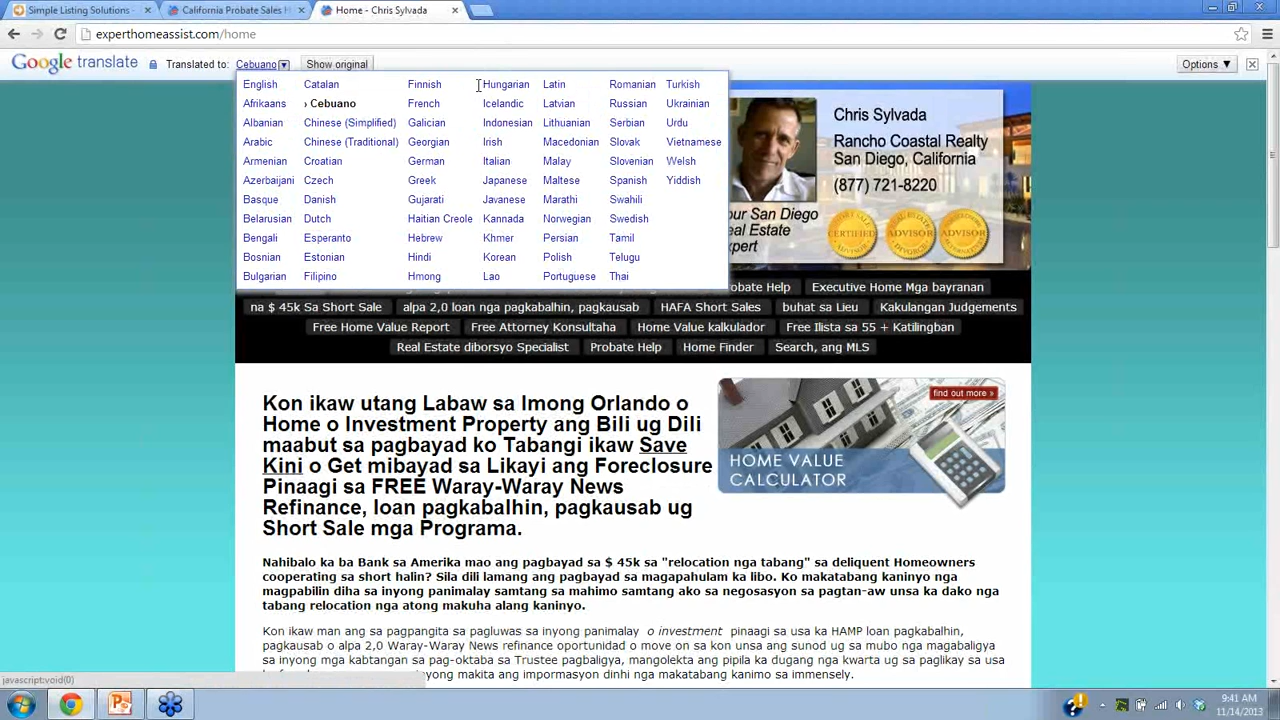 Simple Listing Solutions -
California Probate Sales H
Home - Chris Sylvada
experthomeassist.com/home
Google translate
Translated to: Cebuano
Show original
Options ▼
English Catalan Finnish Hungarian Latin Romanian Turkish
Afrikaans › Cebuano French Icelandic Latvian Russian Ukrainian
Albanian Chinese (Simplified) Galician Indonesian Lithuanian Serbian Urdu
Arabic Chinese (Traditional) Georgian Irish Macedonian Slovak Vietnamese
Armenian Croatian German Italian Malay Slovenian Welsh
Azerbaijani Czech Greek Japanese Maltese Spanish Yiddish
Basque Danish Gujarati Javanese Marathi Swahili
Belarusian Dutch Haitian Creole Kannada Norwegian Swedish
Bengali Esperanto Hebrew Khmer Persian Tamil
Bosnian Estonian Hindi Korean Polish Telugu
Bulgarian Filipino Hmong Lao Portuguese Thai
Chris Sylvada
Rancho Coastal Realty
San Diego, California
(877) 721-8220
San Diego
Real Estate
CERTIFIED ADVISOR ADVISOR
Help Executive Home Mga bayranan
na $ 45k Sa Short Sale alpa 2,0 loan nga pagkabalhin, pagkausab HAFA Short Sales buhat sa Lieu Kakulangan Judgements
Free Home Value Report Free Attorney Konsultaha Home Value kalkulador Free Ilista sa 55 + Katilingban
Real Estate diborsyo Specialist Probate Help Home Finder Search, ang MLS
Kon ikaw utang Labaw sa Imong Orlando o
Home o Investment Property ang Bili ug Dili
maabut sa pagbayad ko Tabangi ikaw Save
Kini o Get mibayad sa Likayi ang Foreclosure
Pinaagi sa FREE Waray-Waray News
Refinance, loan pagkabalhin, pagkausab ug
Short Sale mga Programa.
find out more »
HOME VALUE
CALCULATOR
Nahibalo ka ba Bank sa Amerika mao ang pagbayad sa $ 45k sa "relocation nga tabang" sa deliquent Homeowners
cooperating sa short halin? Sila dili lamang ang pagbayad sa magapahulam ka libo. Ko makatabang kaninyo nga
magpabilin diha sa inyong panimalay samtang sa mahimo samtang ako sa negosasyon sa pagtan-aw unsa ka dako nga
tabang relocation nga atong makuha alang kaninyo.
Kon ikaw man ang sa pagpangita sa pagluwas sa inyong panimalay o investment pinaagi sa usa ka HAMP loan pagkabalhin,
pagkausab o alpa 2,0 Waray-Waray News refinance oportunidad o move on sa kon unsa ang sunod ug sa mubo nga magabaligya
sa inyong mga kabtangan sa pag-oktaba sa Trustee pagbaligya, mangolekta ang pipila ka dugang nga kwarta ug sa paglikay sa usa
makita ang impormasyon dinhi nga makatabang kanimo sa immensely.
javascript:void(0)
9:41 AM
11/14/2013